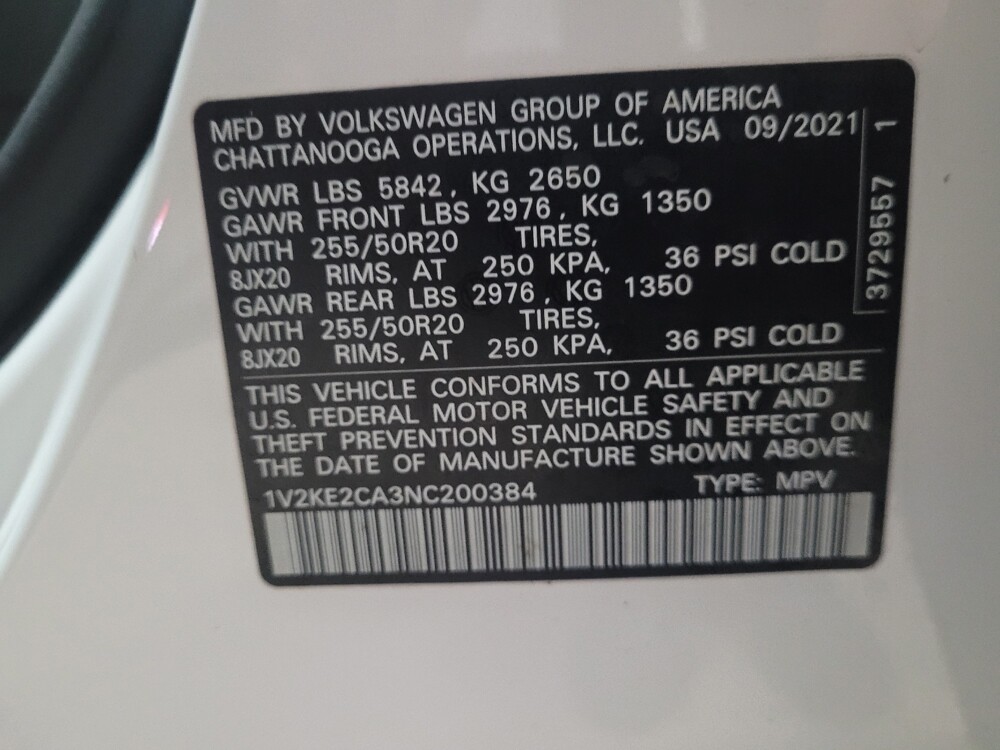 MFD BY VOLKSWAGEN GROUP OF AMERICA
CHATTANOOGA OPERATIONS, LLC. USA 09/2021
GVWR LBS 5842, KG 2650
GAWR FRONT LBS 2976, KG 1350
WITH 255/50R20 TIRES,
8JX20 RIMS, AT 250 KPA, 36 PSI COLD
GAWR REAR LBS 2976, KG 1350
WITH 255/50R20 TIRES,
8JX20 RIMS, AT 250 KPA, 36 PSI COLD
THIS VEHICLE CONFORMS TO ALL APPLICABLE
U.S. FEDERAL MOTOR VEHICLE SAFETY AND
THEFT PREVENTION STANDARDS IN EFFECT ON
THE DATE OF MANUFACTURE SHOWN ABOVE.
1V2KE2CA3NC200384 TYPE: MPV
3729557 1